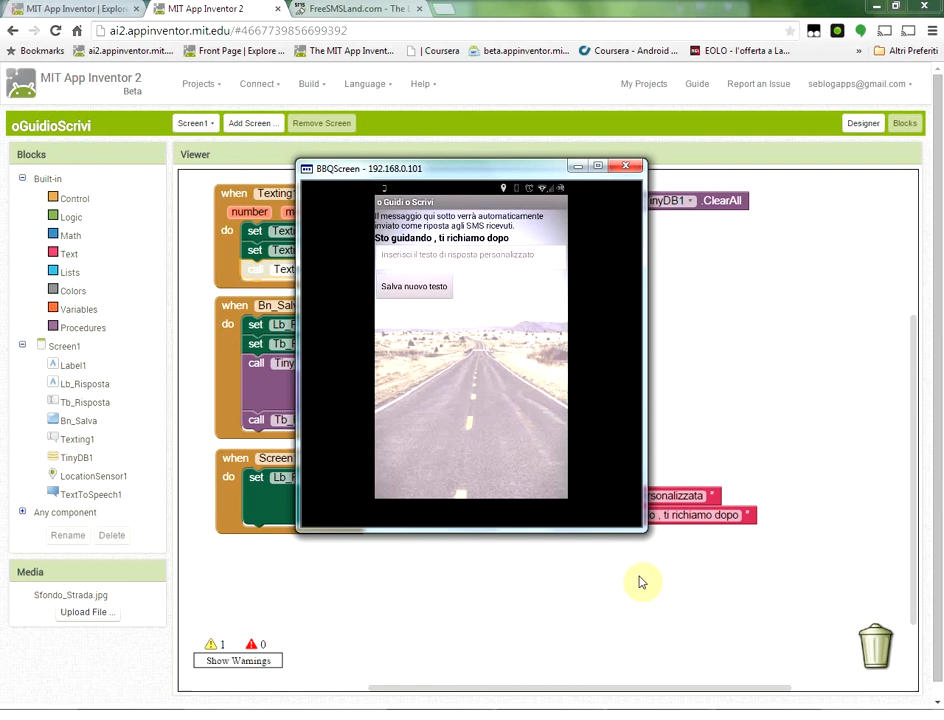 MIT App Inventor | Explor
MIT App Inventor 2
FreeSMSLand.com - The L
ai2.appinventor.mit.edu/#4667739856699392
Bookmarks
ai2.appinventor.mit....
Front Page | Explore ...
The MIT App Invent...
| Coursera
beta.appinventor.mi...
Coursera - Android ...
EOLO - l'offerta a La...
»
Altri Preferiti
MIT App Inventor 2
Beta
Projects
Connect
Build
Language
Help
My Projects
Guide
Report an Issue
seblogapps@gmail.com
oGuidioScrivi
Screen1
Add Screen ...
Remove Screen
Designer
Blocks
Blocks
Viewer
Built-in
Control
Logic
Math
Text
Lists
Colors
Variables
Procedures
Screen1
Label1
Lb_Risposta
Tb_Risposta
Bn_Salva
Texting1
TinyDB1
LocationSensor1
TextToSpeech1
Any component
Rename
Delete
Media
Sfondo_Strada.jpg
Upload File ...
when Texting
number
do set
set
call
when Bn_Salv
do set Lb_
set Tb_
call Tiny
call Tb_
when Screen
do set Lb_
inyDB1 .ClearAll
rsonalizzata "
o , ti richiamo dopo "
BBQScreen - 192.168.0.101
o Guidi o Scrivi
Il messaggio qui sotto verrà automaticamente
inviato come riposta agli SMS ricevuti.
Sto guidando , ti richiamo dopo
Inserisci il testo di risposta personalizzato
Salva nuovo testo
1
0
Show Warnings